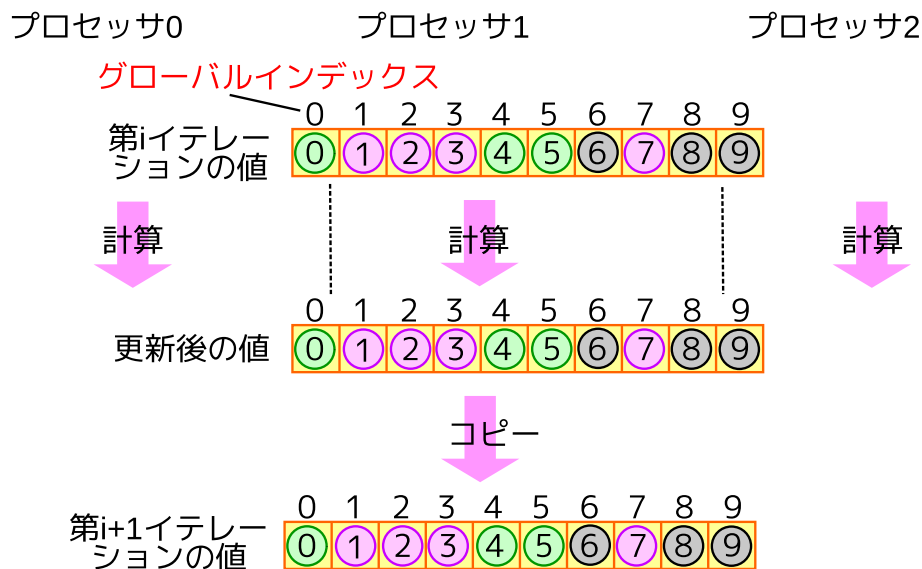 プロセッサ0 プロセッサ1 プロセッサ2
グローバルインデックス
0 1 2 3 4 5 6 7 8 9
第iイテレー
ションの値
0 1 2 3 4 5 6 7 8 9
計算 計算 計算
0 1 2 3 4 5 6 7 8 9
更新後の値
0 1 2 3 4 5 6 7 8 9
コピー
0 1 2 3 4 5 6 7 8 9
第i+1イテレー
ションの値
0 1 2 3 4 5 6 7 8 9